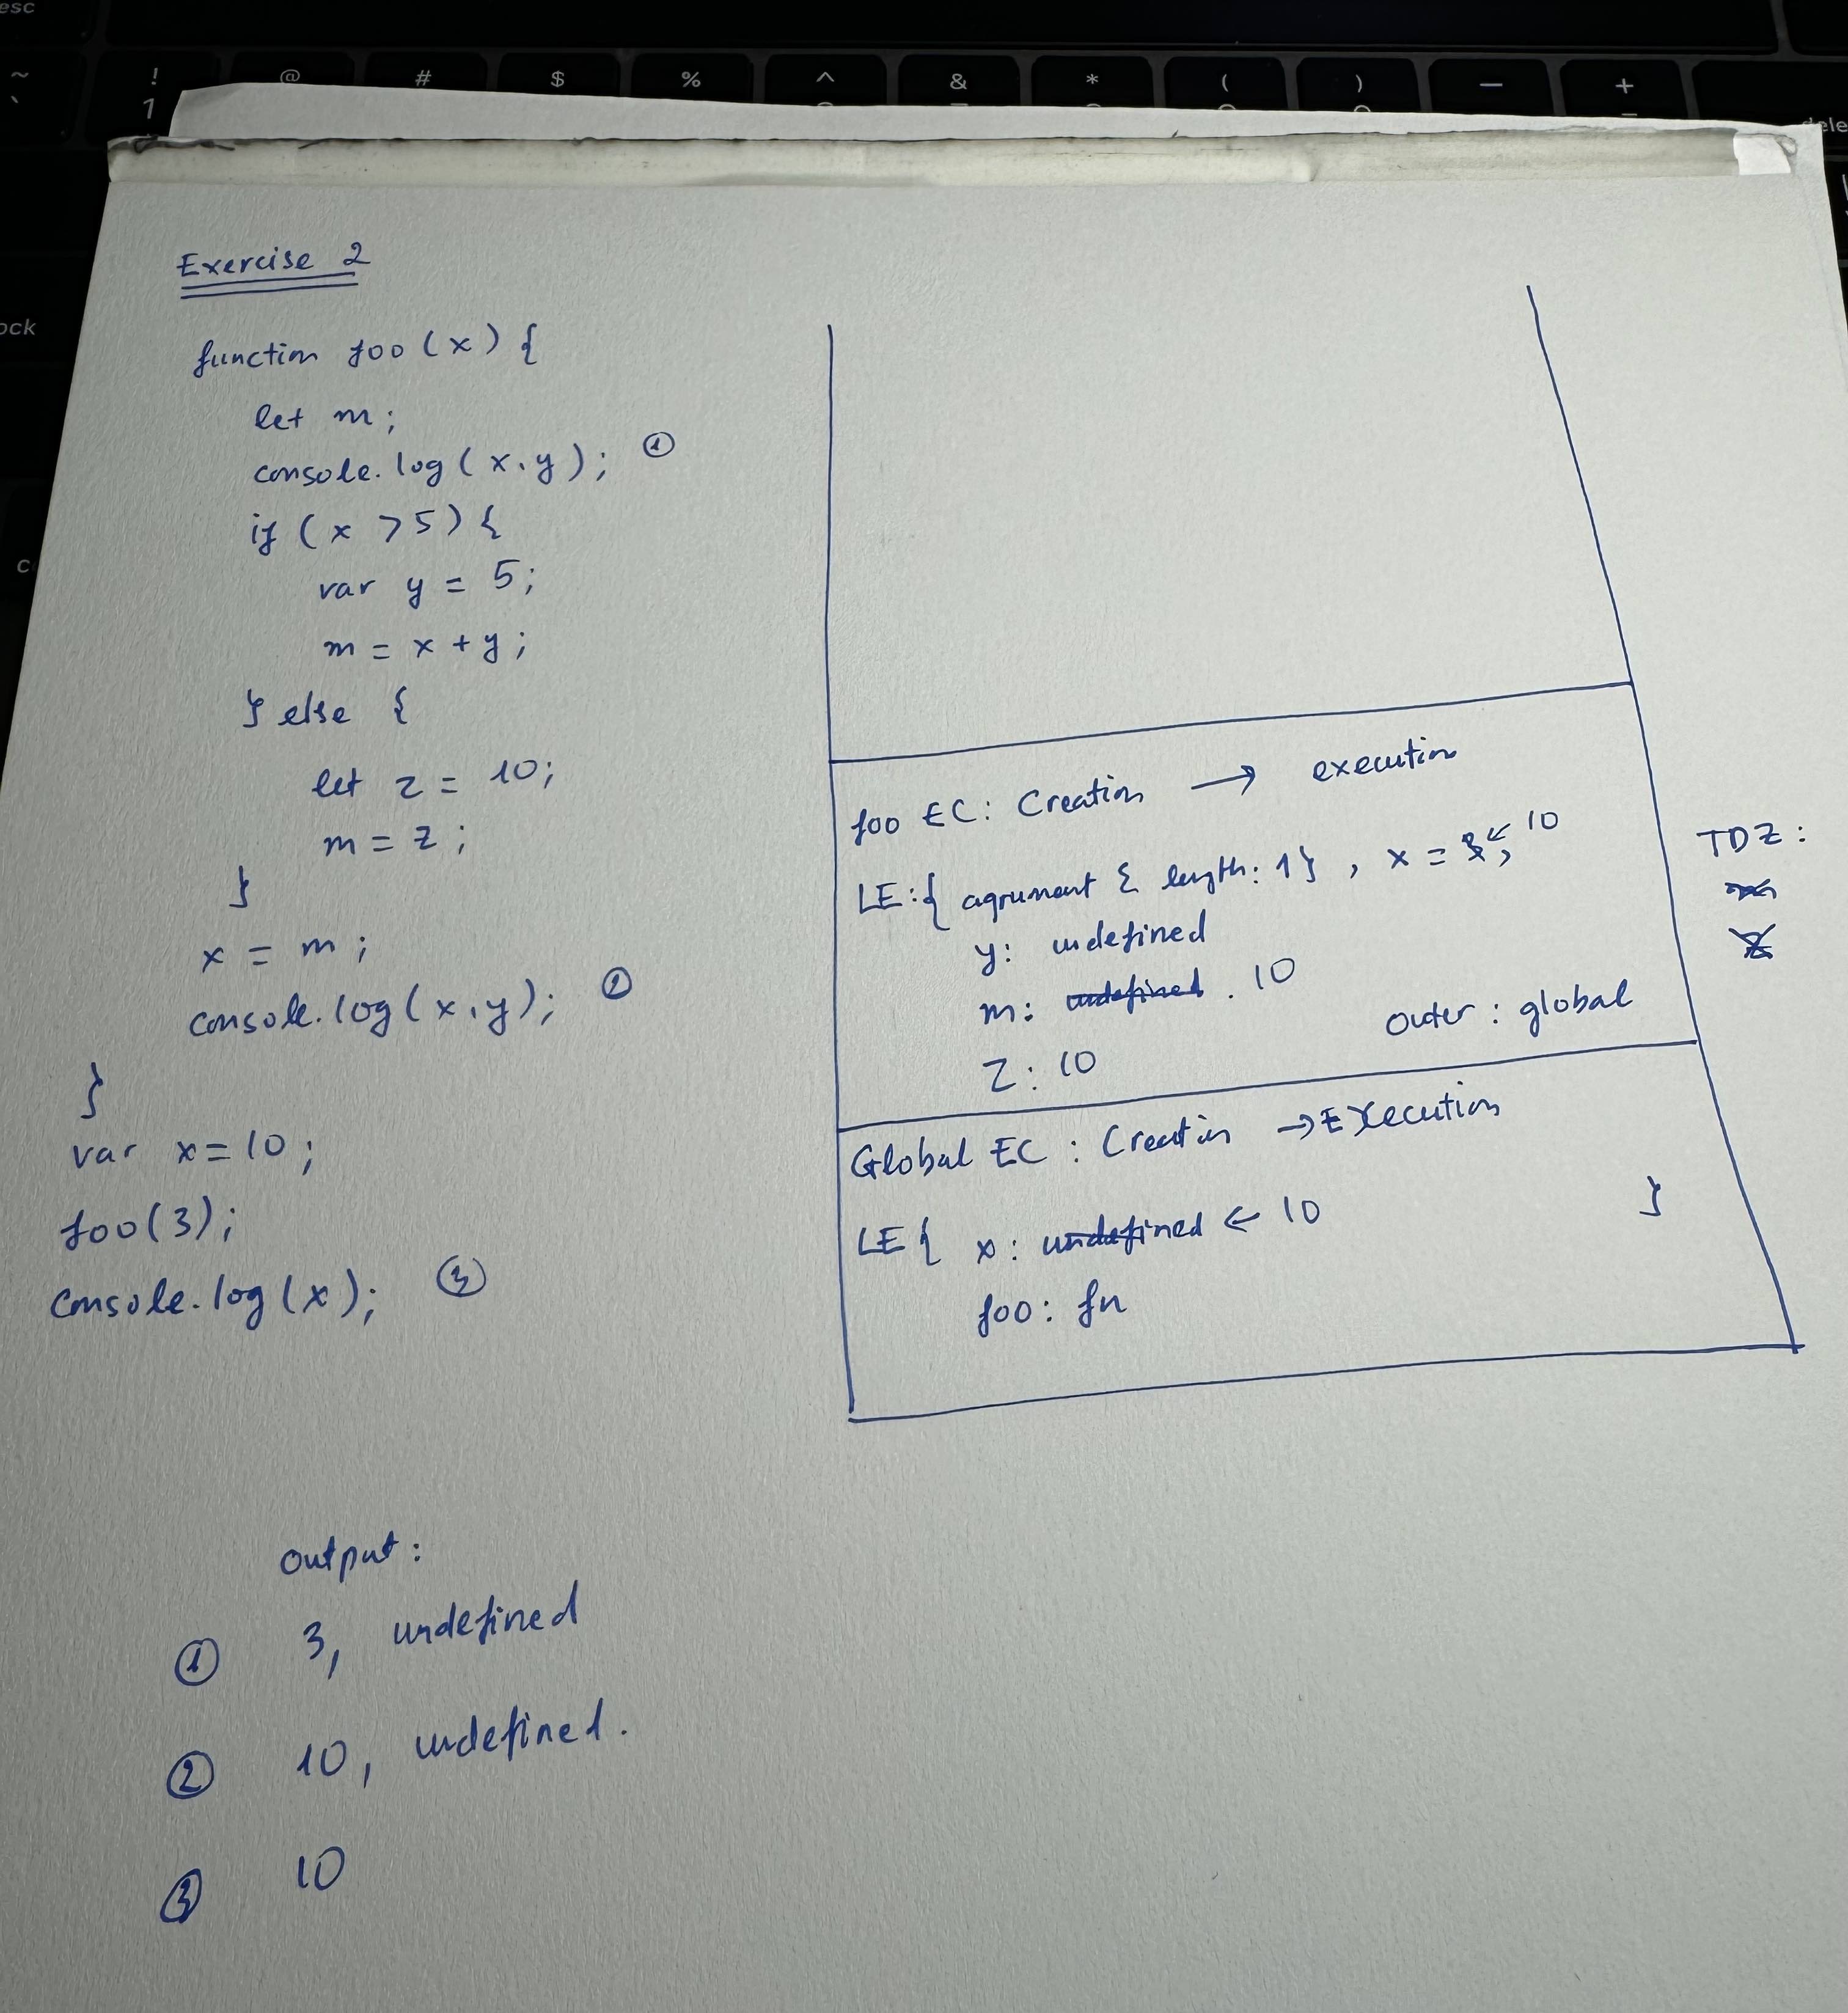 esc
~ ! @ # $ % ^ & * ( ) — +
` 1
dele
ock
c
Exercise 2
function foo (x) {
let m;
console.log (x, y); ①
if (x > 5) {
var y = 5;
m = x + y;
} else {
let z = 10;
m = z;
}
x = m;
console.log (x, y); ②
}
var x = 10;
foo(3);
console.log (x); ③
foo EC: Creation → execution
LE:{ agrument { length: 1} , x = 3, ← 10
y: undefined
m: undefined . 10
Z: 10
outer : global
TDZ :
m
z
Global EC : Creation → Execution
LE { x: undefined ← 10 }
foo: fn
output :
① 3, undefined
② 10, undefined.
③ 10